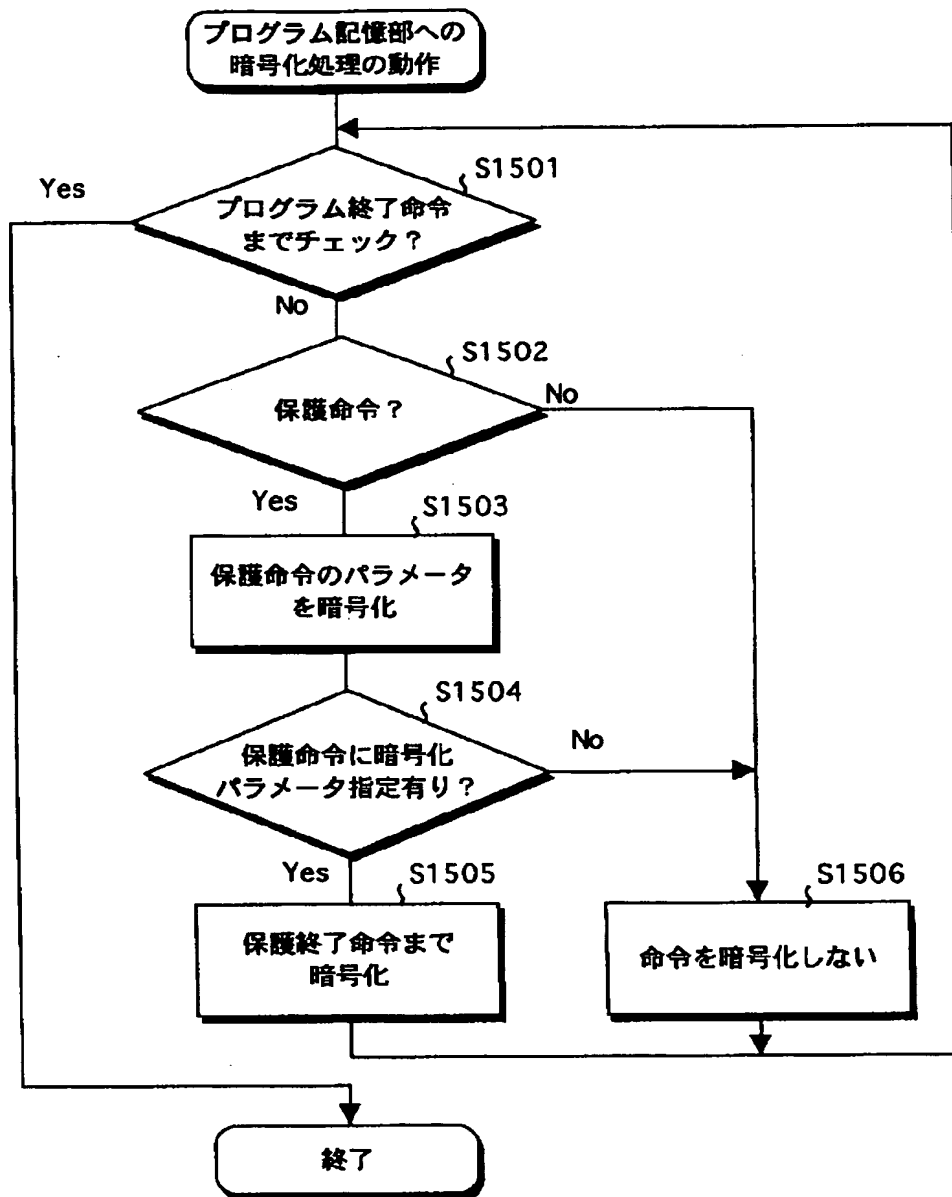 プログラム記憶部への
暗号化処理の動作
S1501
Yes
プログラム終了命令
までチェック？
No
S1502
保護命令？
No
Yes
S1503
保護命令のパラメータ
を暗号化
S1504
保護命令に暗号化
パラメータ指定有り？
No
Yes
S1505
保護終了命令まで
暗号化
S1506
命令を暗号化しない
終了